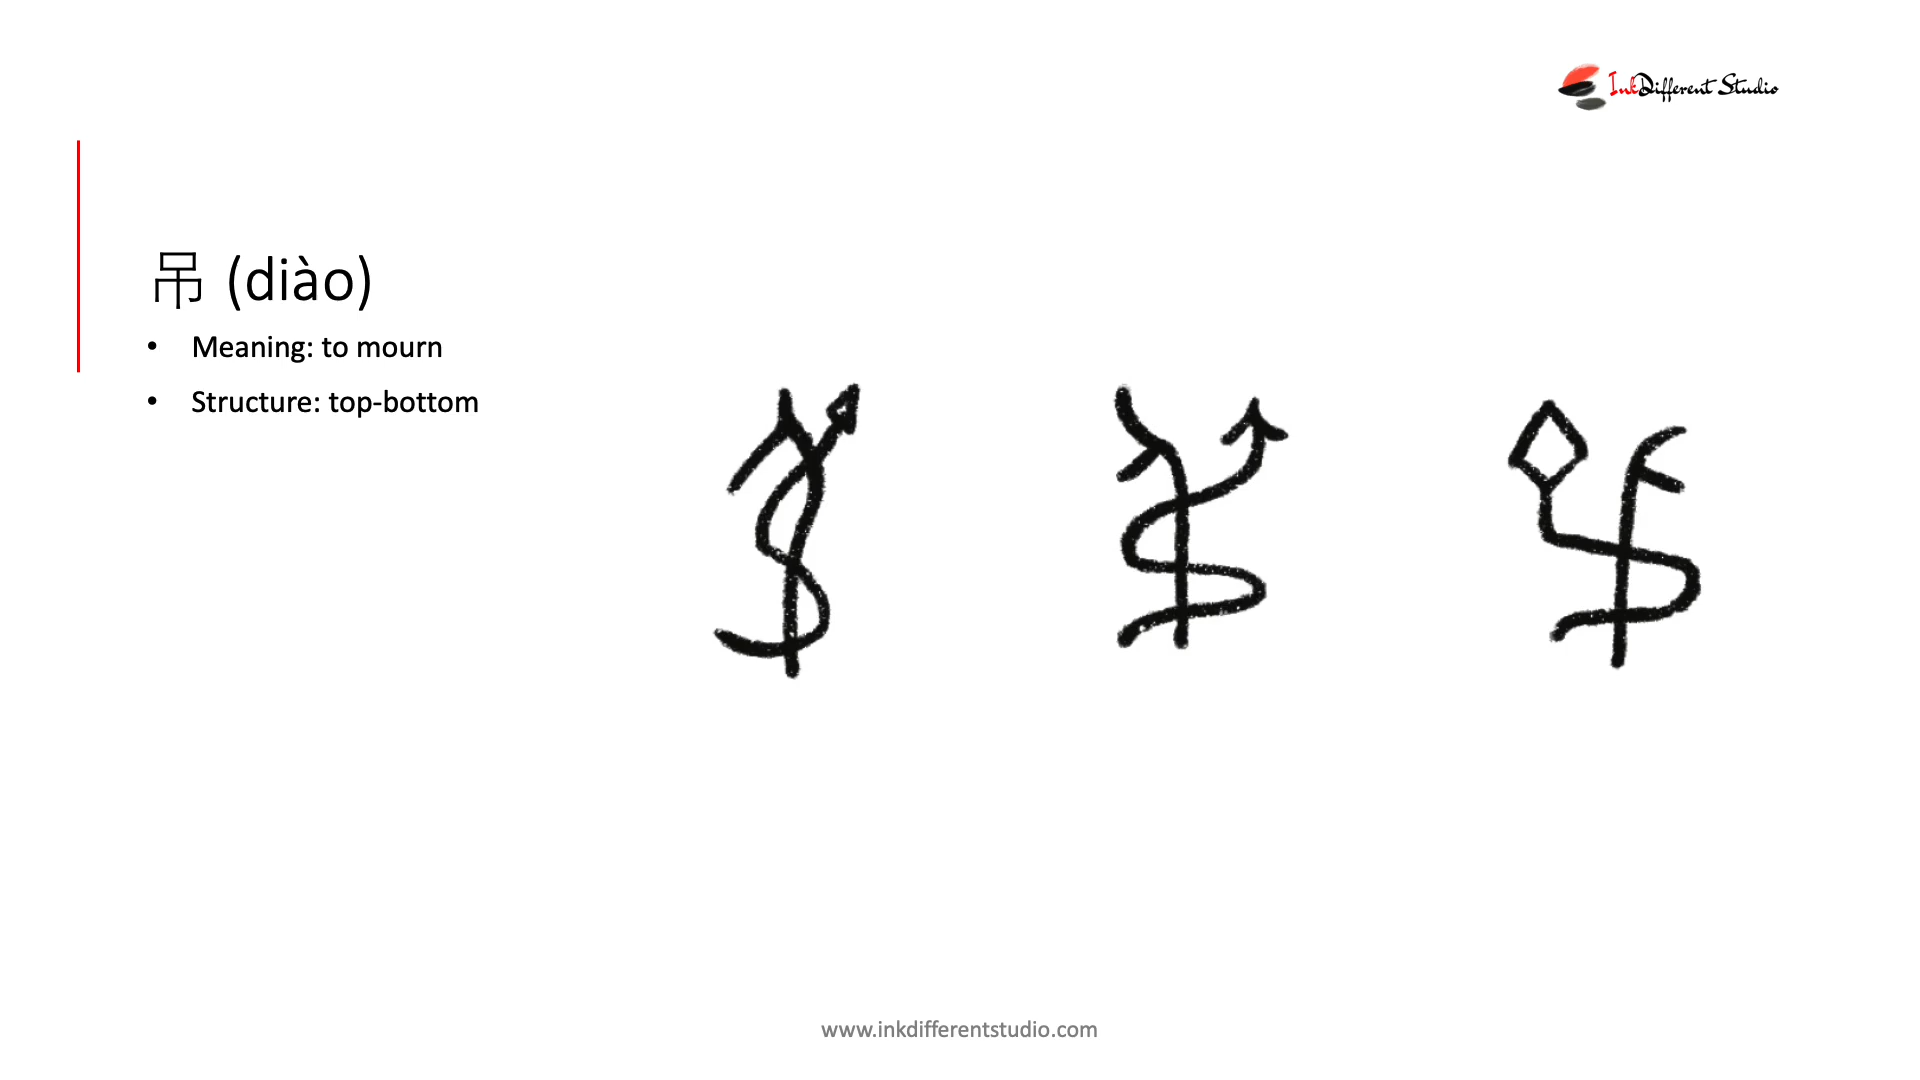 InkDifferent Studio
吊 (diào)
• Meaning: to mourn
• Structure: top-bottom
www.inkdifferentstudio.com